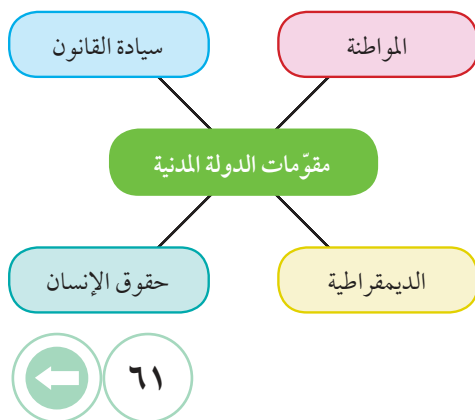 المواطنة
سيادة القانون
مقوّمات الدولة المدنية
الديمقراطية
حقوق الإنسان
٦١